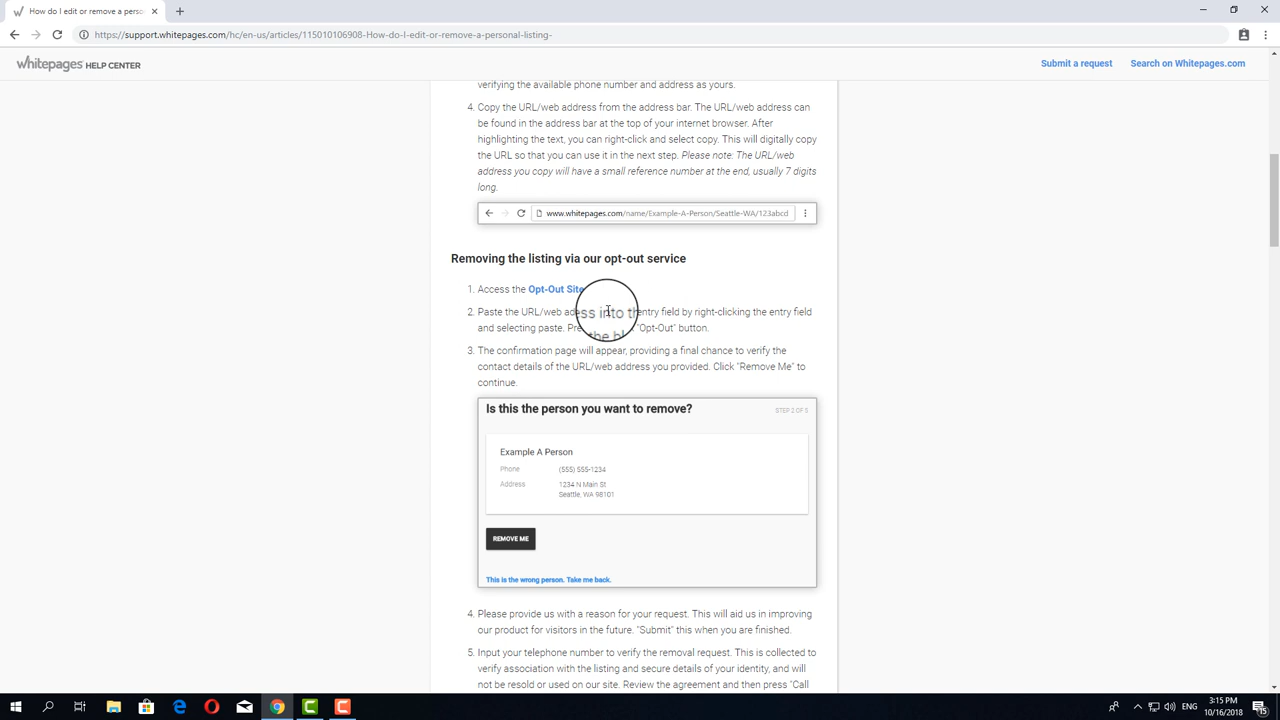 How do I edit or remove a perso
https://support.whitepages.com/hc/en-us/articles/115010106908-How-do-I-edit-or-remove-a-personal-listing-
whitepages HELP CENTER
Submit a request
Search on Whitepages.com
verifying the available phone number and address as yours.
4. Copy the URL/web address from the address bar. The URL/web address can
be found in the address bar at the top of your internet browser. After
highlighting the text, you can right-click and select copy. This will digitally copy
the URL so that you can use it in the next step. Please note: The URL/web
address you copy will have a small reference number at the end, usually 7 digits
long.
www.whitepages.com/name/Example-A-Person/Seattle-WA/123abcd
Removing the listing via our opt-out service
1. Access the Opt-Out Site
2. Paste the URL/web address into the entry field by right-clicking the entry field
and selecting paste. Press the "Opt-Out" button.
3. The confirmation page will appear, providing a final chance to verify the
contact details of the URL/web address you provided. Click "Remove Me" to
continue.
Is this the person you want to remove?
STEP 2 OF 5
Example A Person
Phone (555) 555-1234
Address 1234 N Main St
Seattle, WA 98101
REMOVE ME
This is the wrong person. Take me back.
4. Please provide us with a reason for your request. This will aid us in improving
our product for visitors in the future. "Submit" this when you are finished.
5. Input your telephone number to verify the removal request. This is collected to
verify association with the listing and secure details of your identity, and will
not be resold or used on our site. Review the agreement and then press "Call
ENG
3:15 PM
10/16/2018
15